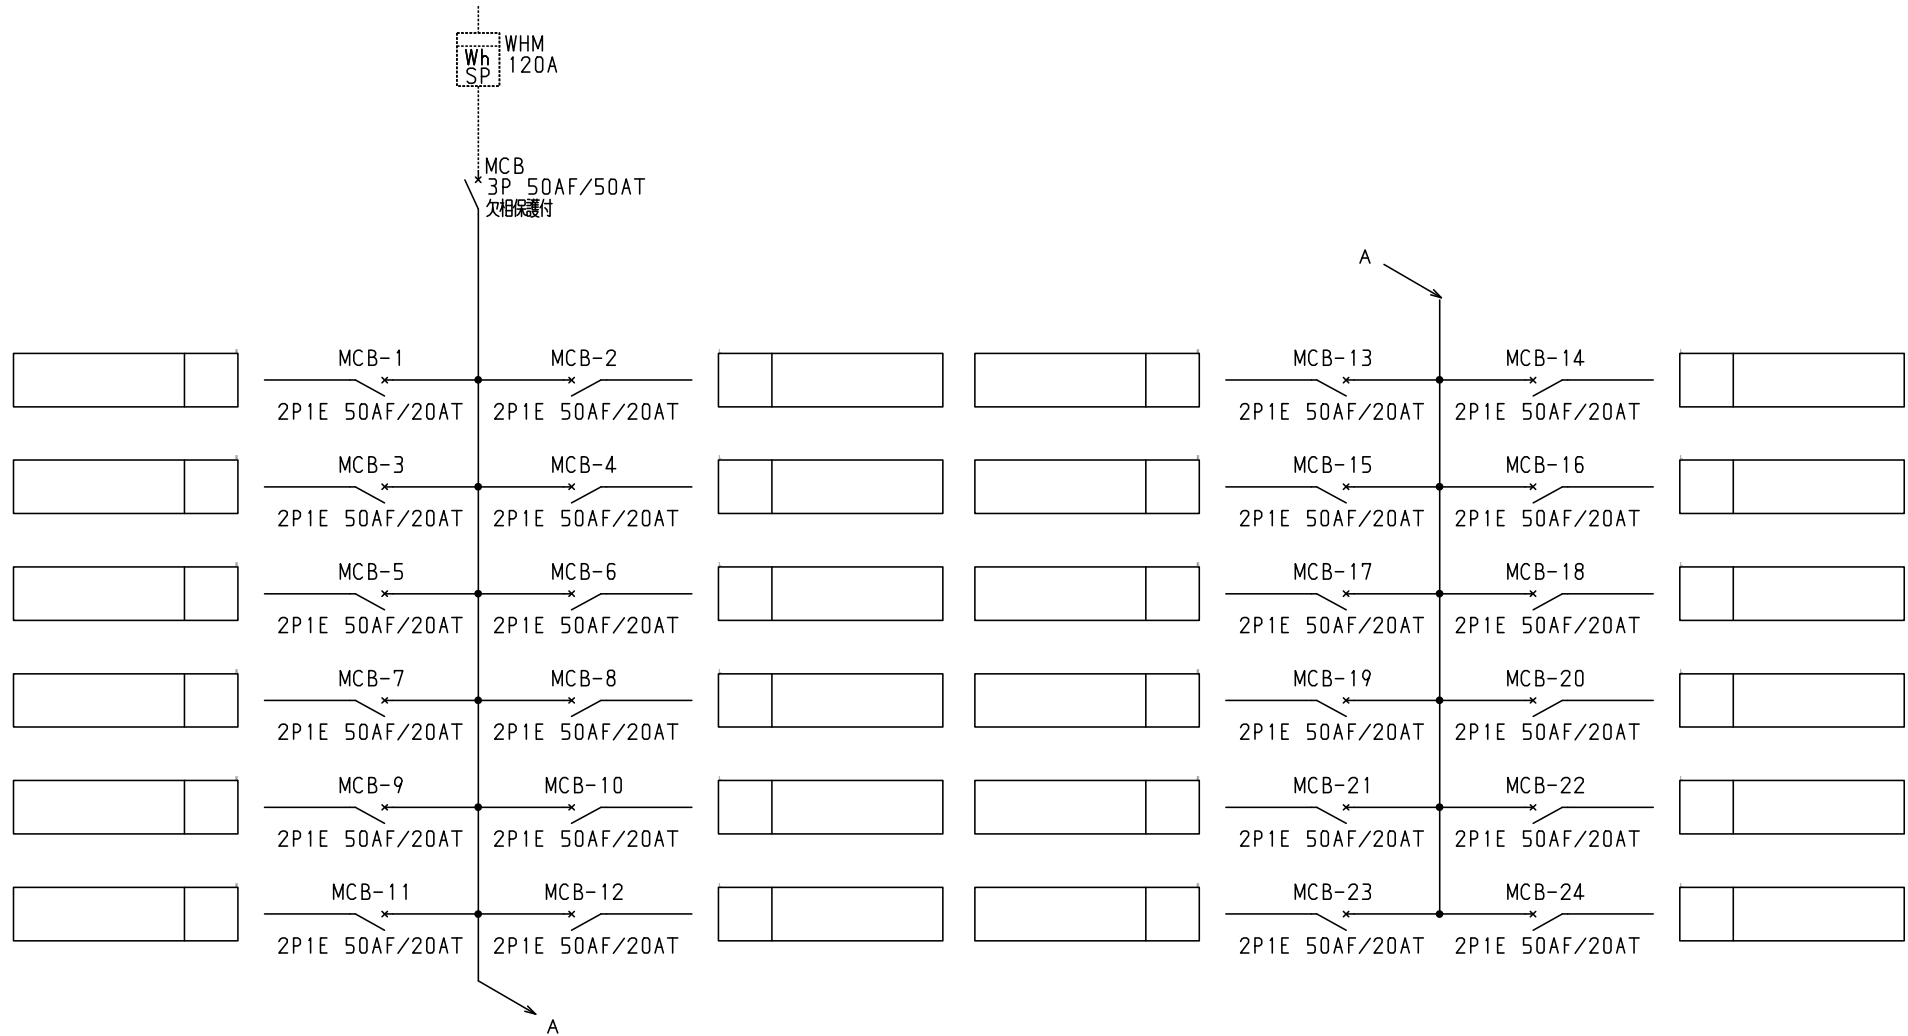 WHM
120A
Wh
SP
MCB
3P 50AF/50AT
欠相保護付
MCB-1
2P1E 50AF/20AT
MCB-2
2P1E 50AF/20AT
MCB-3
2P1E 50AF/20AT
MCB-4
2P1E 50AF/20AT
MCB-5
2P1E 50AF/20AT
MCB-6
2P1E 50AF/20AT
MCB-7
2P1E 50AF/20AT
MCB-8
2P1E 50AF/20AT
MCB-9
2P1E 50AF/20AT
MCB-10
2P1E 50AF/20AT
MCB-11
2P1E 50AF/20AT
MCB-12
2P1E 50AF/20AT
A
A
MCB-13
2P1E 50AF/20AT
MCB-14
2P1E 50AF/20AT
MCB-15
2P1E 50AF/20AT
MCB-16
2P1E 50AF/20AT
MCB-17
2P1E 50AF/20AT
MCB-18
2P1E 50AF/20AT
MCB-19
2P1E 50AF/20AT
MCB-20
2P1E 50AF/20AT
MCB-21
2P1E 50AF/20AT
MCB-22
2P1E 50AF/20AT
MCB-23
2P1E 50AF/20AT
MCB-24
2P1E 50AF/20AT